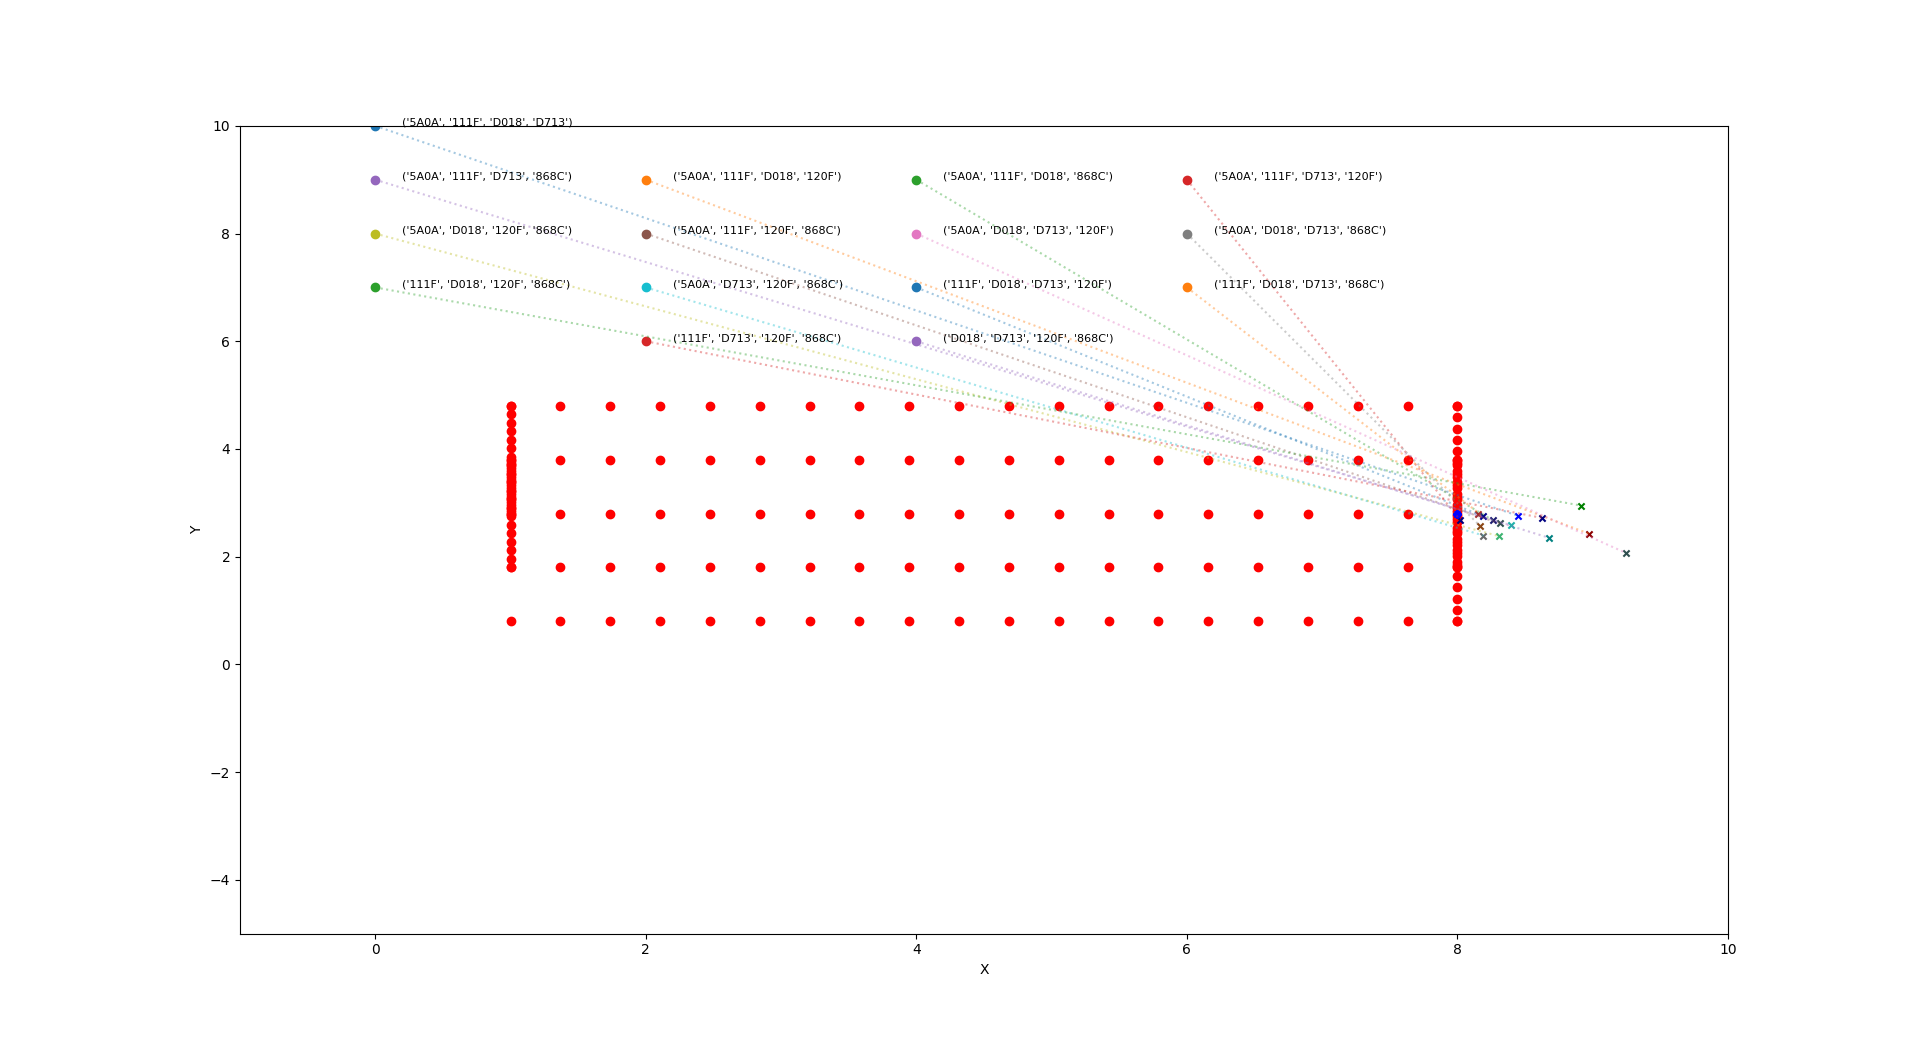 10
('5A0A', '111F', 'D018', 'D713')
('5A0A', '111F', 'D713', '868C')
('5A0A', '111F', 'D018', '120F')
('5A0A', '111F', 'D018', '868C')
('5A0A', '111F', 'D713', '120F')
8
('5A0A', 'D018', '120F', '868C')
('5A0A', '111F', '120F', '868C')
('5A0A', 'D018', 'D713', '120F')
('5A0A', 'D018', 'D713', '868C')
('111F', 'D018', '120F', '868C')
('5A0A', 'D713', '120F', '868C')
('111F', 'D018', 'D713', '120F')
('111F', 'D018', 'D713', '868C')
6
('111F', 'D713', '120F', '868C')
('D018', 'D713', '120F', '868C')
4
Y
2
0
−2
−4
0
2
4
6
8
10
X